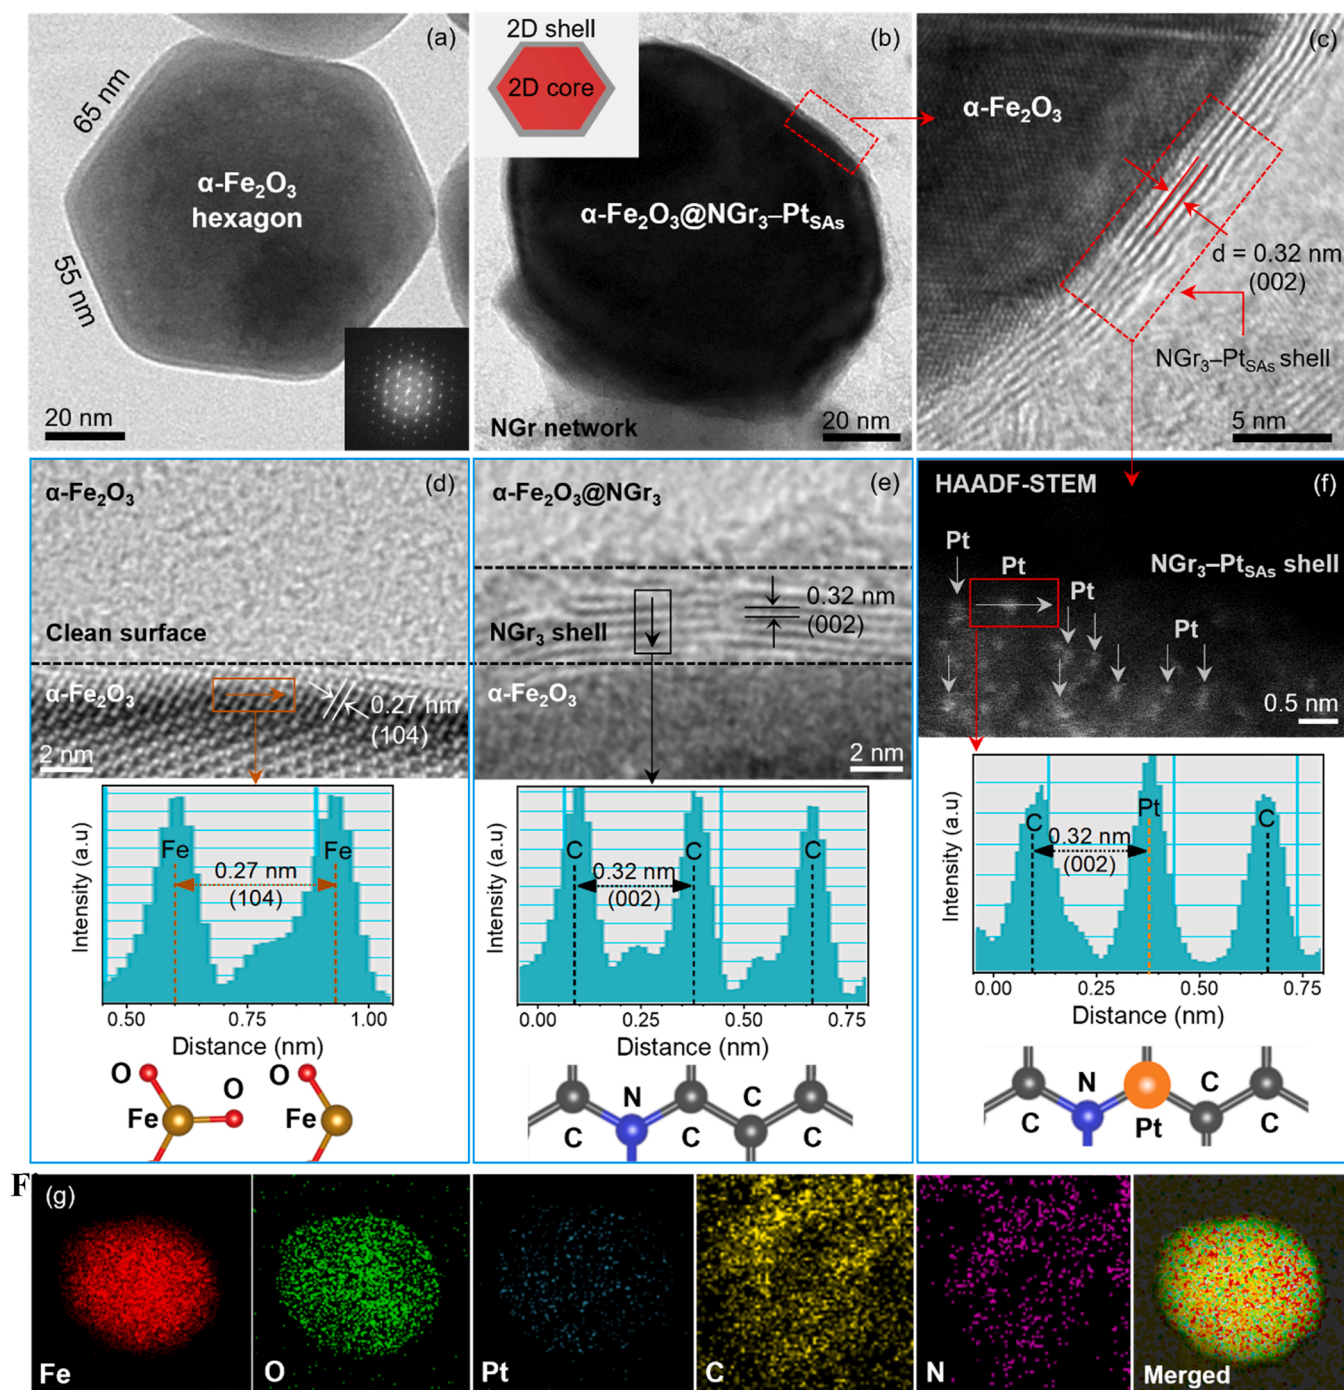 (a)
65 nm
α-Fe₂O₃
hexagon
55 nm
20 nm
2D shell
2D core
(b)
α-Fe₂O₃@NGr₃–Pt_SAs
NGr network
20 nm
(c)
α-Fe₂O₃
d = 0.32 nm
(002)
NGr₃–Pt_SAs shell
5 nm
α-Fe₂O₃
(d)
Clean surface
α-Fe₂O₃
0.27 nm
(104)
2 nm
Intensity (a.u)
Fe
Fe
0.27 nm
(104)
0.50
0.75
1.00
Distance (nm)
O
O
O
Fe
Fe
α-Fe₂O₃@NGr₃
(e)
0.32 nm
(002)
NGr₃ shell
α-Fe₂O₃
2 nm
Intensity (a.u)
C
C
C
0.32 nm
(002)
0.00
0.25
0.50
0.75
Distance (nm)
N
C
C
C
C
HAADF-STEM
(f)
Pt
Pt
NGr₃–Pt_SAs shell
Pt
Pt
0.5 nm
Intensity (a.u)
C
Pt
C
0.32 nm
(002)
0.00
0.25
0.50
0.75
Distance (nm)
N
C
C
Pt
C
F
(g)
Fe
O
Pt
C
N
Merged